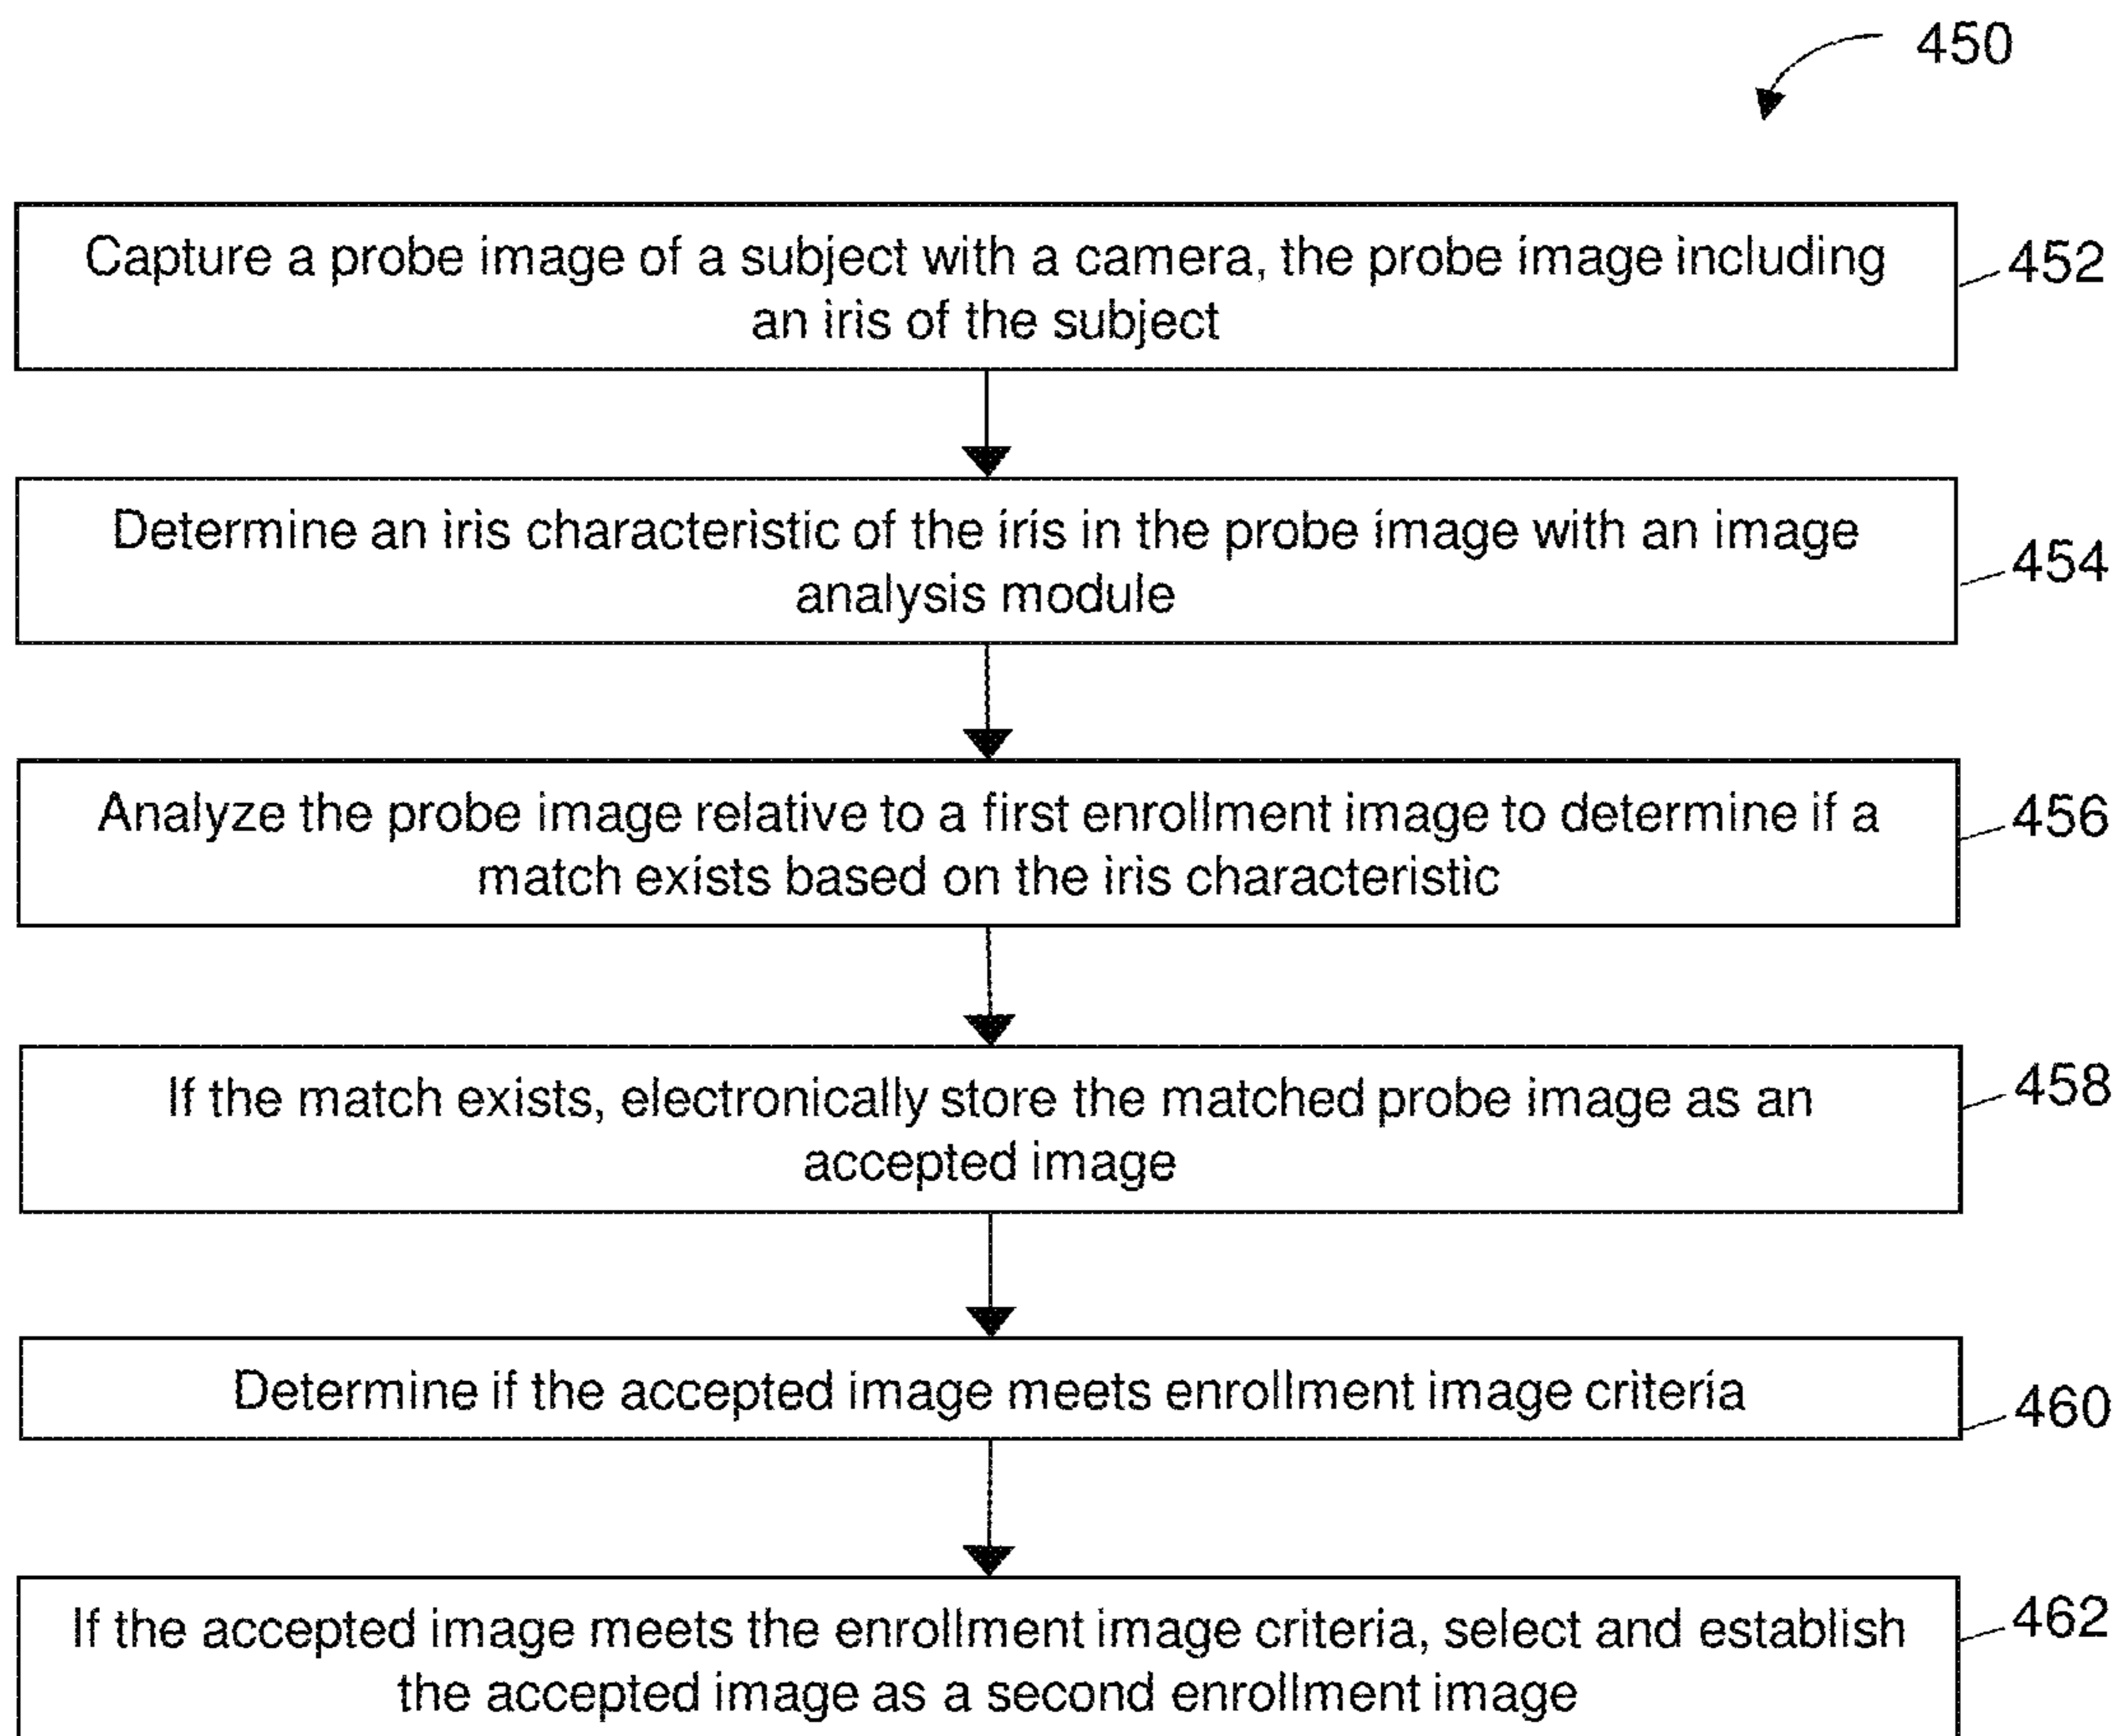 450
Capture a probe image of a subject with a camera, the probe image including
an iris of the subject
452
Determine an iris characteristic of the iris in the probe image with an image
analysis module
454
Analyze the probe image relative to a first enrollment image to determine if a
match exists based on the iris characteristic
456
If the match exists, electronically store the matched probe image as an
accepted image
458
Determine if the accepted image meets enrollment image criteria
460
If the accepted image meets the enrollment image criteria, select and establish
the accepted image as a second enrollment image
462